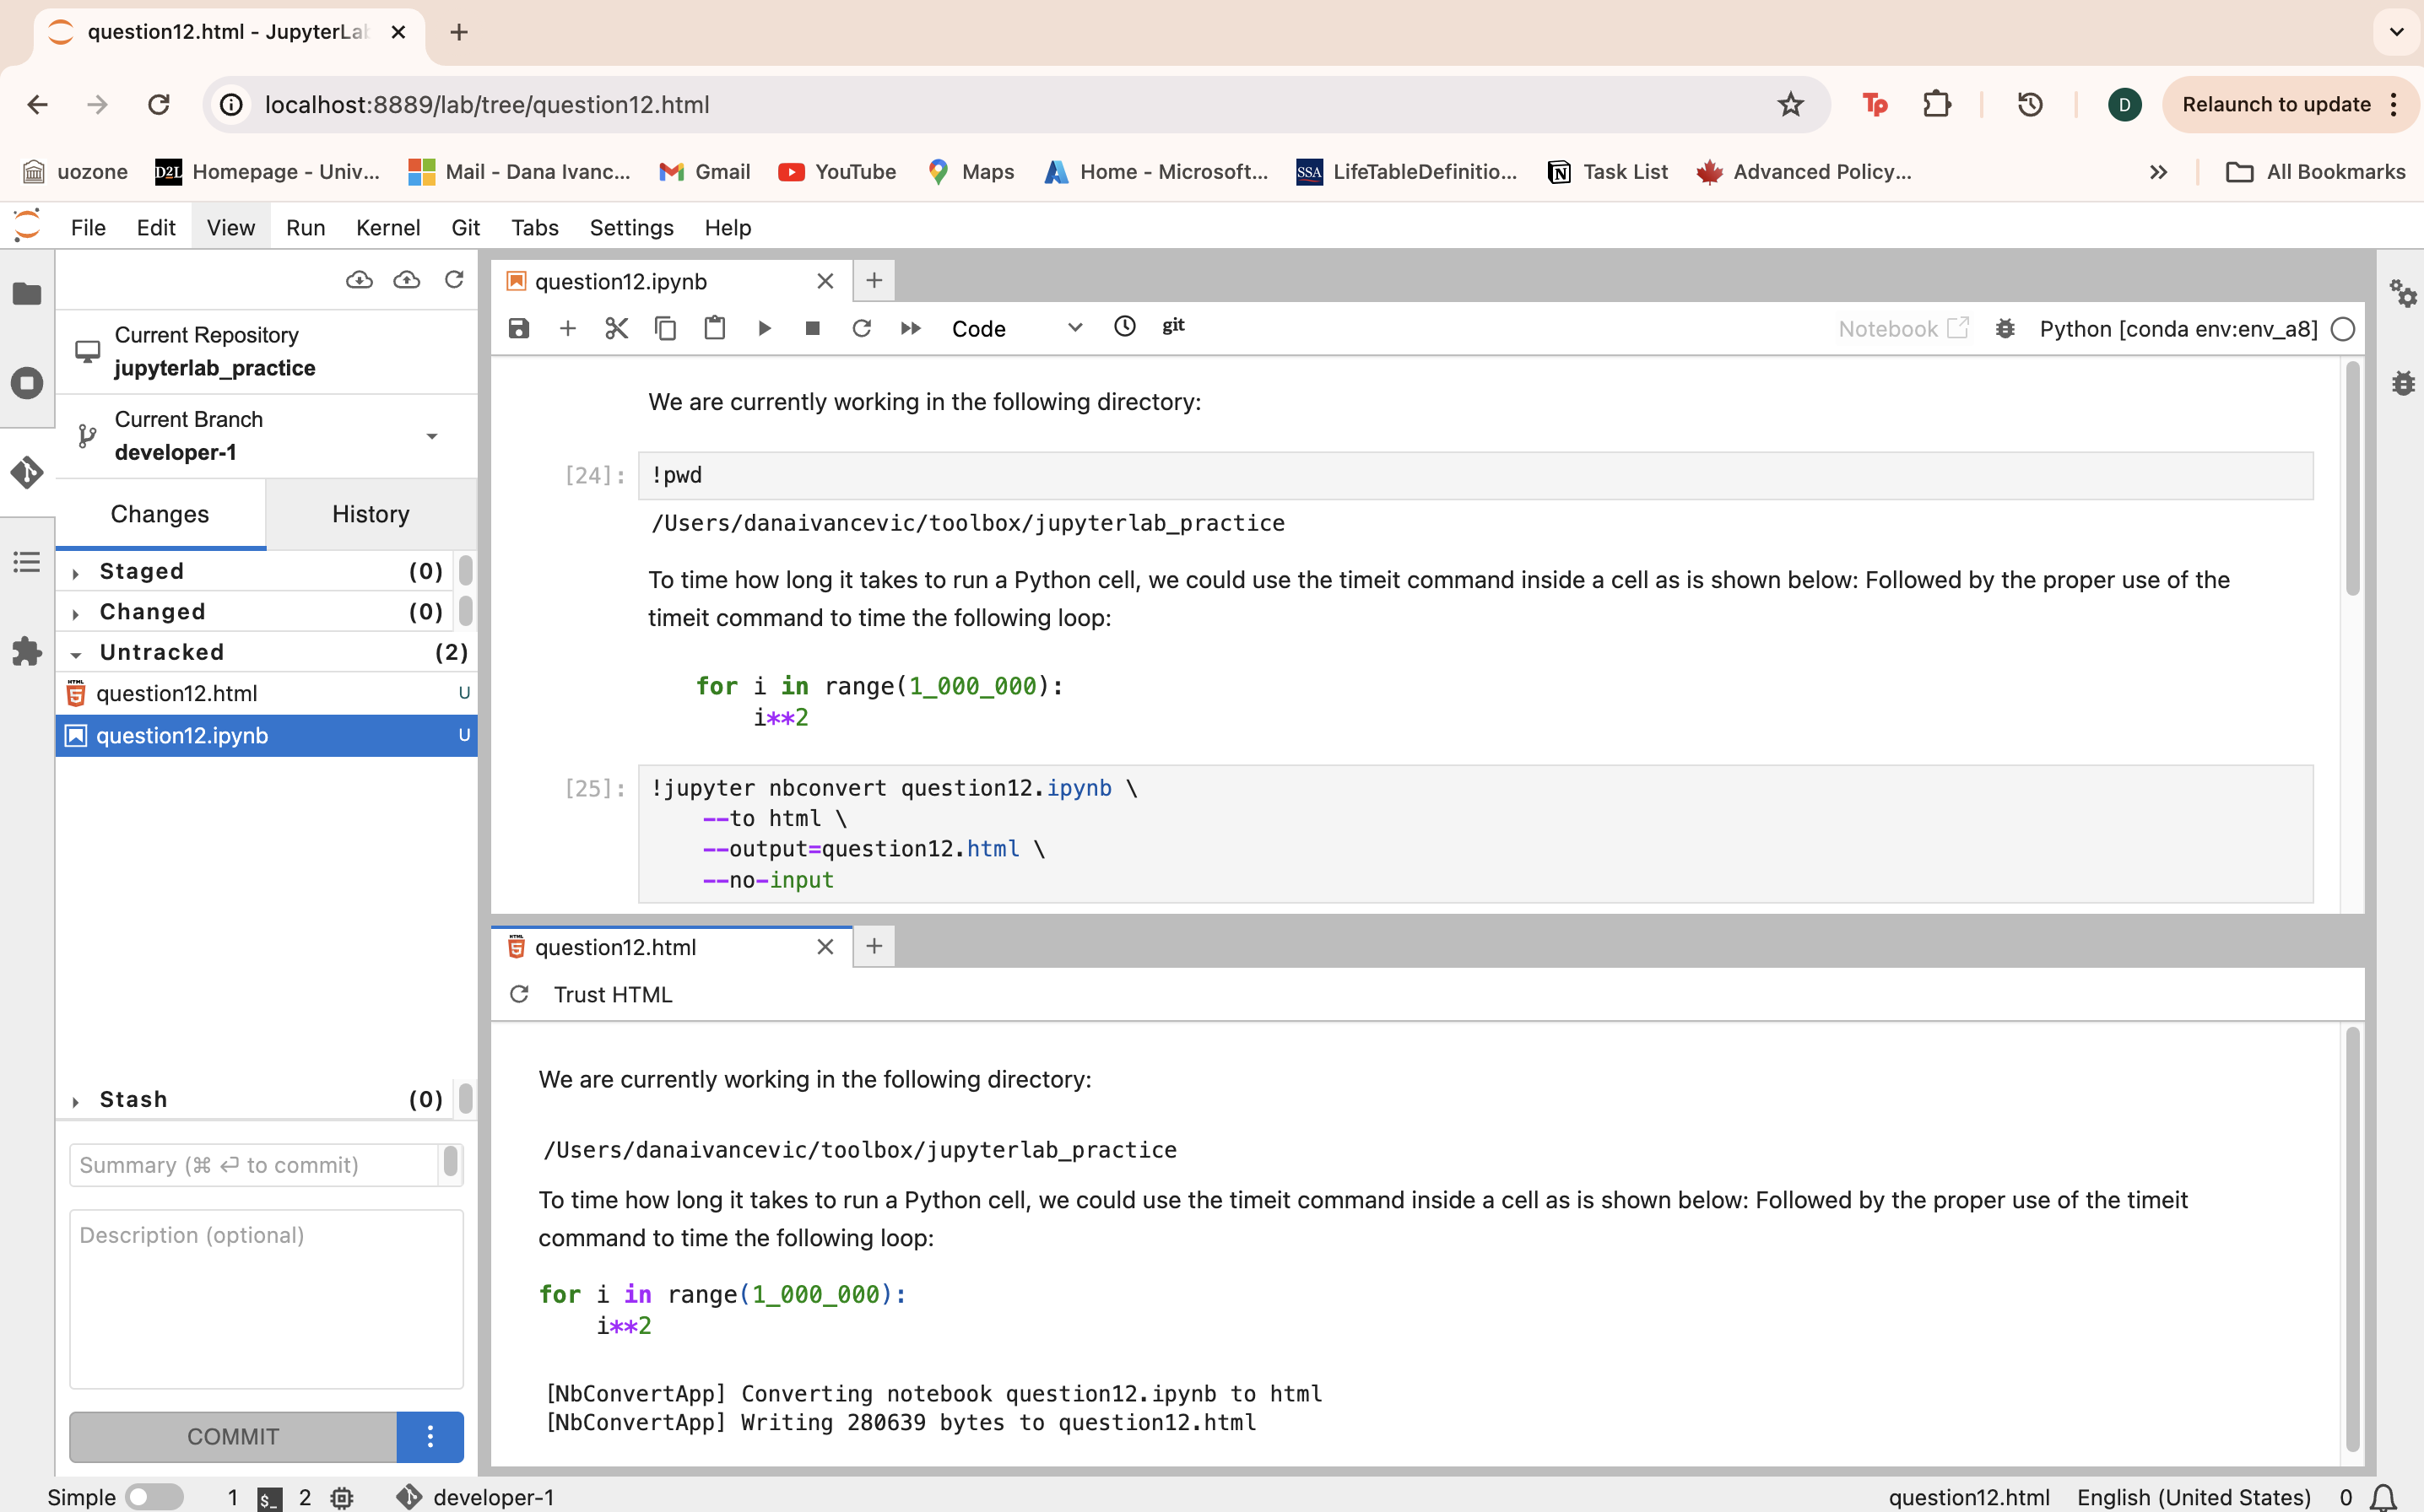 question12.html - JupyterLa
localhost:8889/lab/tree/question12.html
Tp
D
Relaunch to update
uozone
D2L
Homepage - Univ...
Mail - Dana Ivanc...
Gmail
YouTube
Maps
Home - Microsoft...
SSA
LifeTableDefinitio...
Task List
Advanced Policy...
All Bookmarks
File Edit View Run Kernel Git Tabs Settings Help
Current Repository
jupyterlab_practice
Current Branch
developer-1
Changes
History
Staged (0)
Changed (0)
Untracked (2)
question12.html U
question12.ipynb U
Stash (0)
Summary (⌘ ⏎ to commit)
Description (optional)
COMMIT
question12.ipynb
Code
git
Notebook
Python [conda env:env_a8]
We are currently working in the following directory:
[24]: !pwd
/Users/danaivancevic/toolbox/jupyterlab_practice
To time how long it takes to run a Python cell, we could use the timeit command inside a cell as is shown below: Followed by the proper use of the
timeit command to time the following loop:
for i in range(1_000_000):
    i**2
[25]: !jupyter nbconvert question12.ipynb \
    --to html \
    --output=question12.html \
    --no-input
question12.html
Trust HTML
We are currently working in the following directory:
/Users/danaivancevic/toolbox/jupyterlab_practice
To time how long it takes to run a Python cell, we could use the timeit command inside a cell as is shown below: Followed by the proper use of the timeit
command to time the following loop:
for i in range(1_000_000):
    i**2
[NbConvertApp] Converting notebook question12.ipynb to html
[NbConvertApp] Writing 280639 bytes to question12.html
Simple 1 $_ 2 developer-1
question12.html English (United States) 0